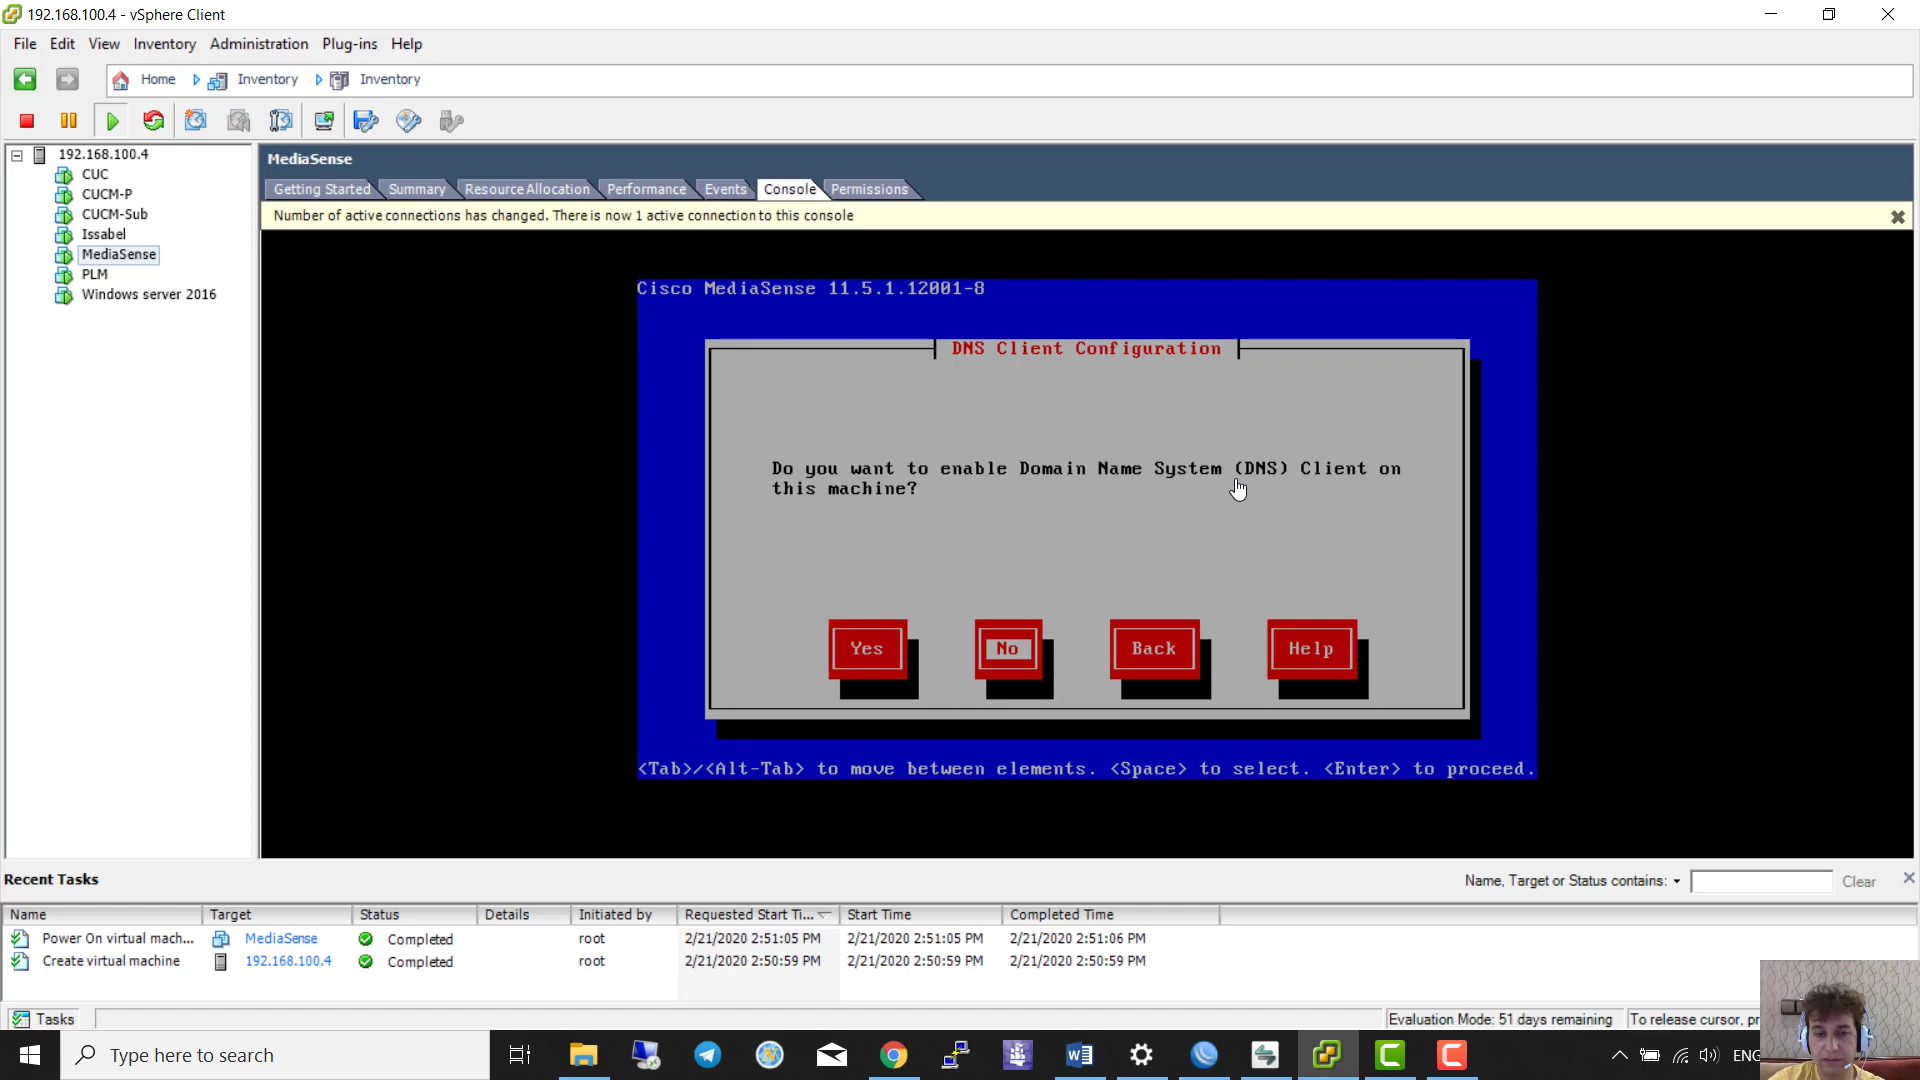 192.168.100.4 - vSphere Client
File Edit View Inventory Administration Plug-ins Help
Home Inventory Inventory
192.168.100.4
CUC
CUCM-P
CUCM-Sub
Issabel
MediaSense
PLM
Windows server 2016
MediaSense
Getting Started Summary Resource Allocation Performance Events Console Permissions
Number of active connections has changed. There is now 1 active connection to this console
Cisco MediaSense 11.5.1.12001-8
DNS Client Configuration
Do you want to enable Domain Name System (DNS) Client on
this machine?
Yes No Back Help
<Tab>/<Alt-Tab> to move between elements. <Space> to select. <Enter> to proceed.
Recent Tasks
Name, Target or Status contains: Clear
Name Target Status Details Initiated by Requested Start Ti... Start Time Completed Time
Power On virtual mach... MediaSense Completed root 2/21/2020 2:51:05 PM 2/21/2020 2:51:05 PM 2/21/2020 2:51:06 PM
Create virtual machine 192.168.100.4 Completed root 2/21/2020 2:50:59 PM 2/21/2020 2:50:59 PM 2/21/2020 2:50:59 PM
Tasks
Evaluation Mode: 51 days remaining To release cursor, pr
Type here to search
ENG